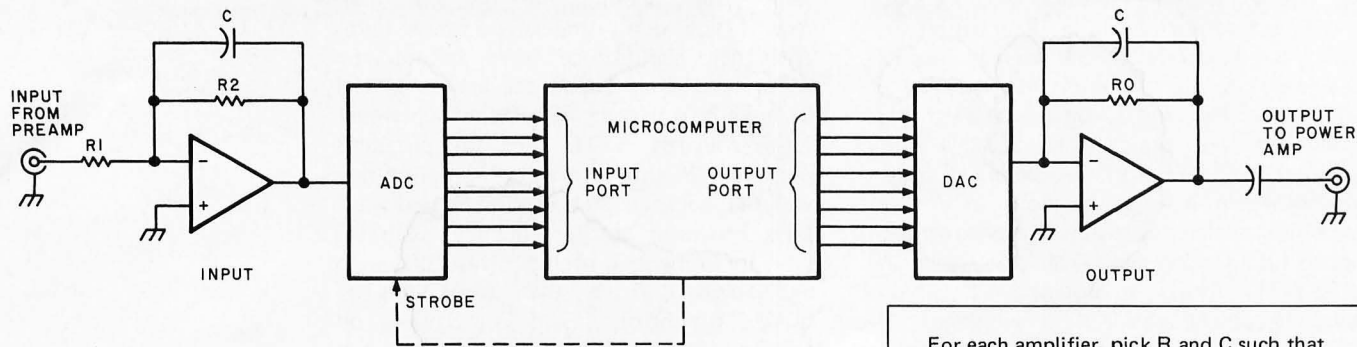 C
R2
INPUT
FROM
PREAMP
R1
−
+
INPUT
ADC
STROBE
MICROCOMPUTER
INPUT
PORT
OUTPUT
PORT
DAC
C
RO
−
+
OUTPUT
OUTPUT
TO POWER
AMP
For each amplifier, pick R and C such that